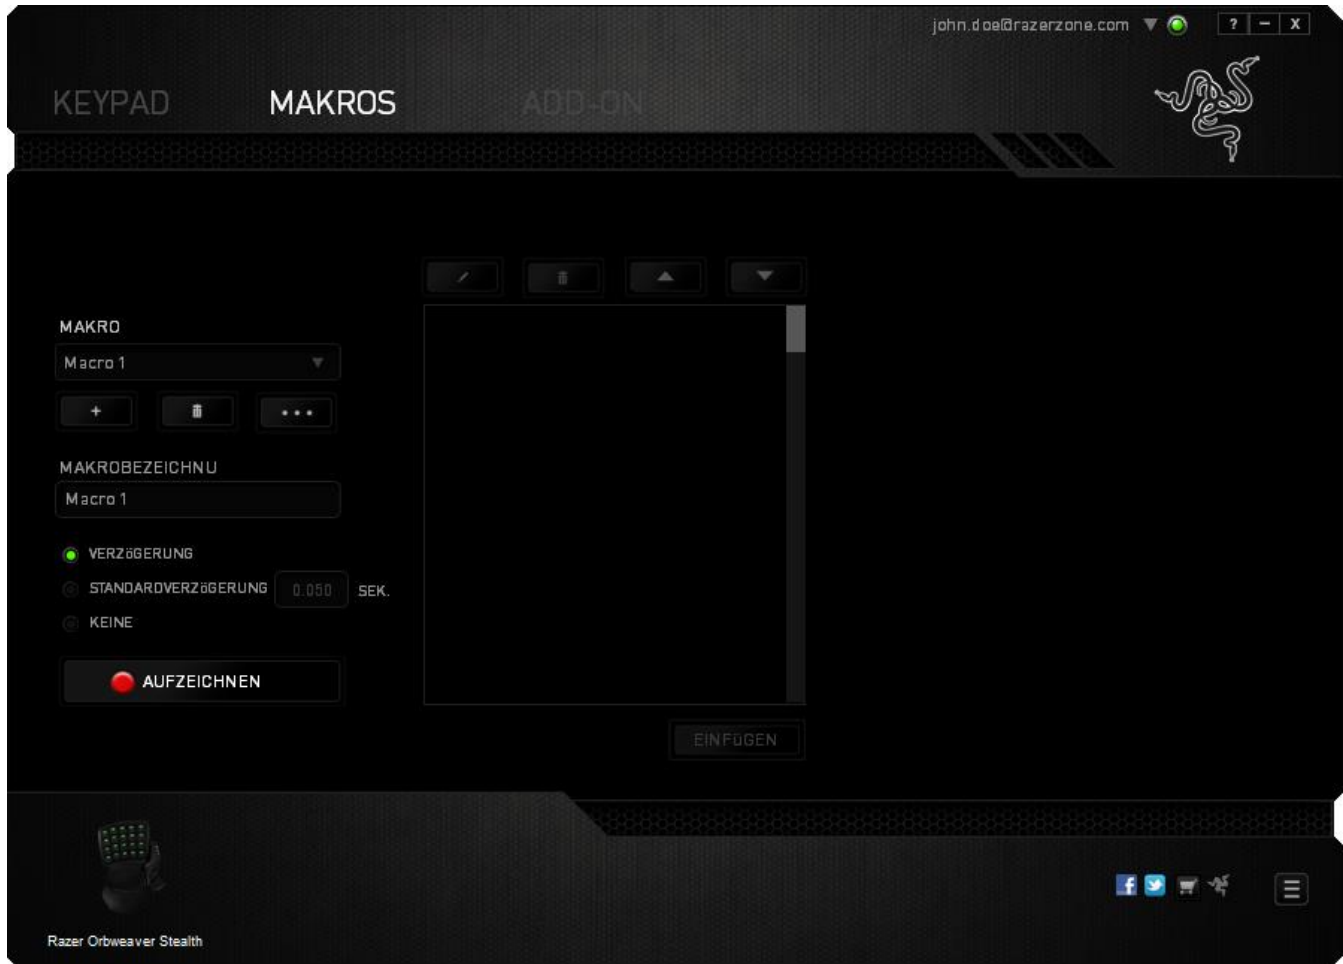 john.doe@razerzone.com
? – X
KEYPAD MAKROS ADD-ON
MAKRO
Macro 1
+ •••
MAKROBEZEICHNU
Macro 1
VERZöGERUNG
STANDARDVERZöGERUNG 0.050 SEK.
KEINE
AUFZEICHNEN
EINFüGEN
f
Razer Orbweaver Stealth